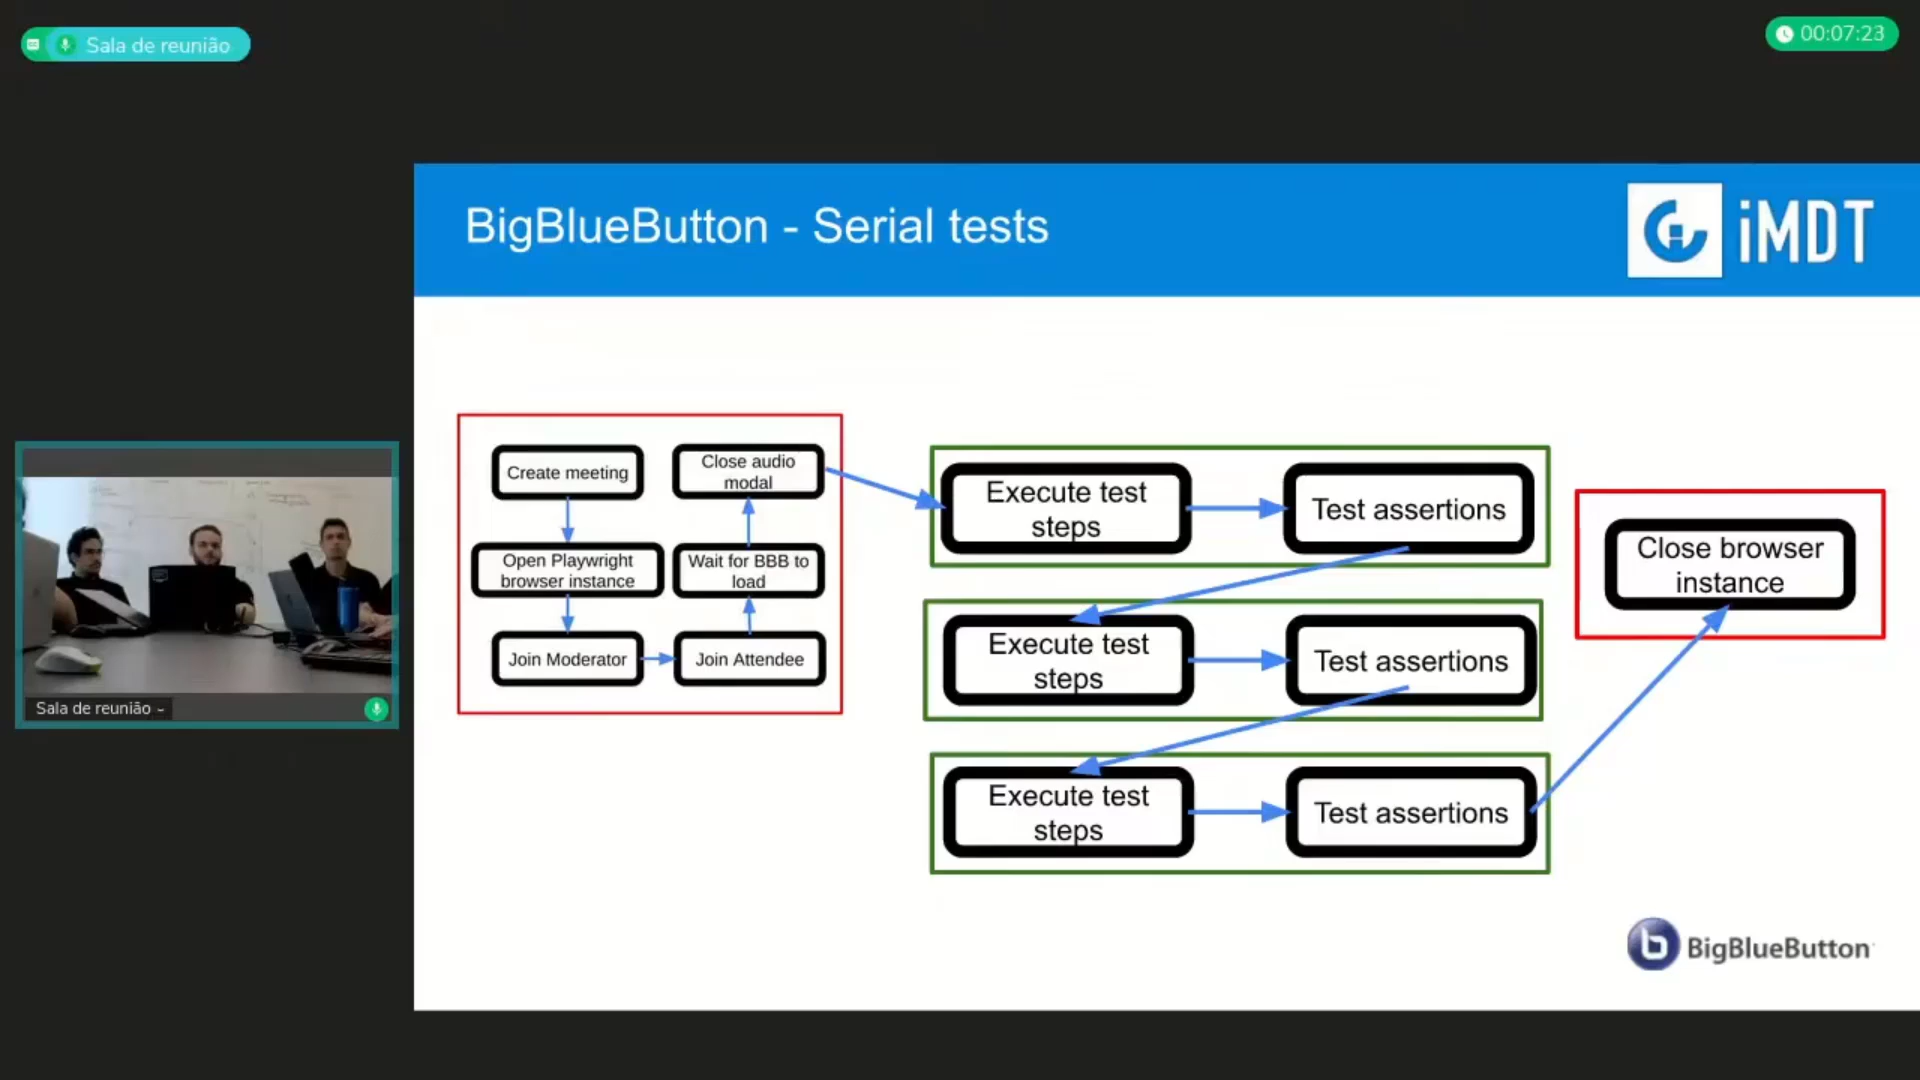 Sala de reunião
00:07:23
BigBlueButton - Serial tests
iMDT
Create meeting
Open Playwright
browser instance
Join Moderator
Join Attendee
Wait for BBB to
load
Close audio
modal
Execute test
steps
Test assertions
Execute test
steps
Test assertions
Execute test
steps
Test assertions
Close browser
instance
Sala de reunião
BigBlueButton